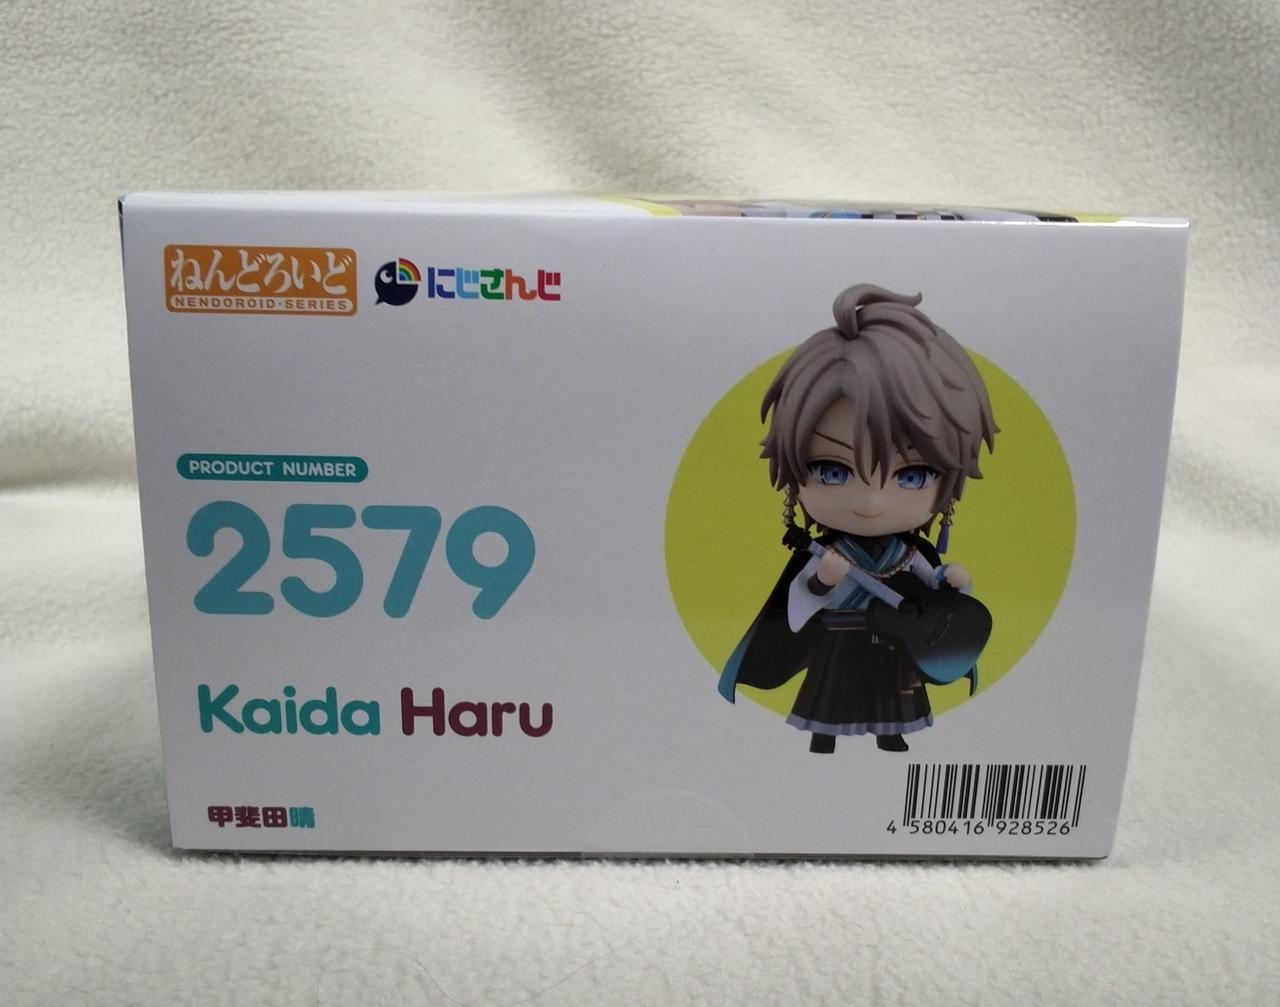 ねんどろいど
NENDOROID·SERIES
にじさんじ
PRODUCT NUMBER
2579
Kaida Haru
甲斐田晴
4 580416 928526